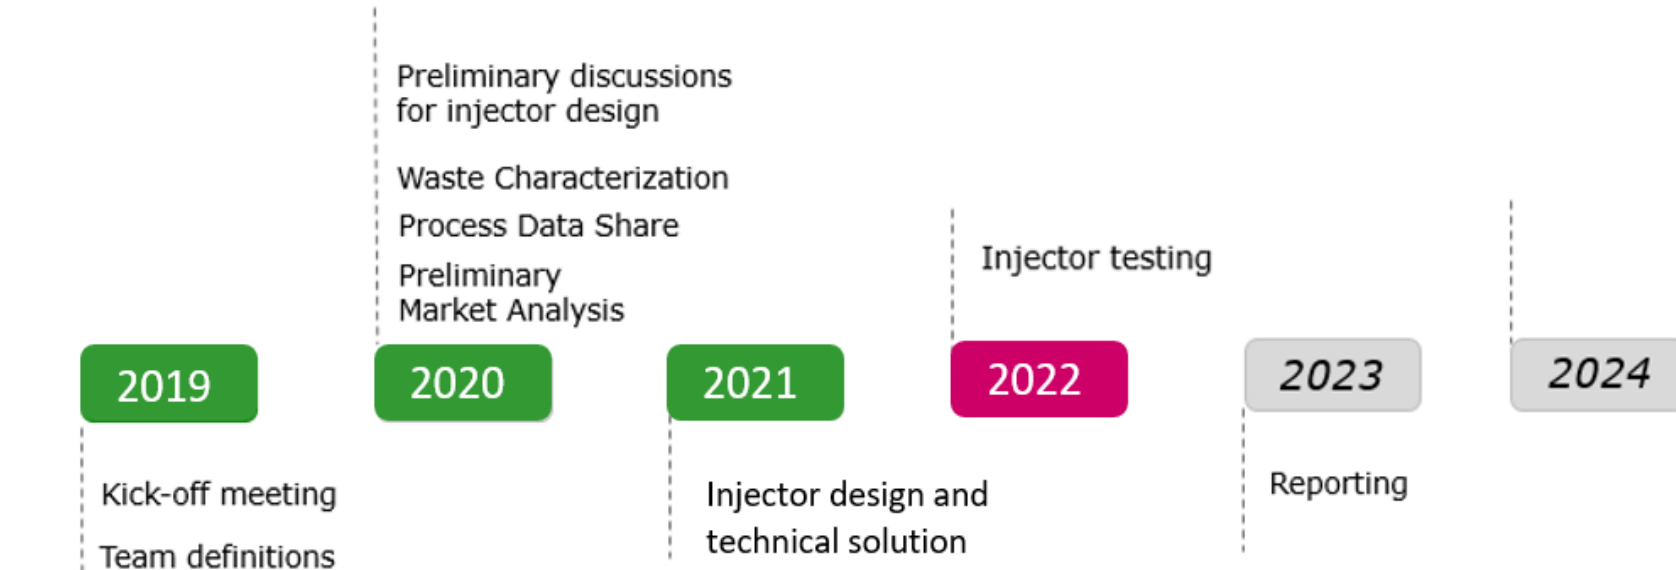 Preliminary discussions
for injector design
Waste Characterization
Process Data Share
Preliminary
Market Analysis
Injector testing
2019
2020
2021
2022
2023
2024
Kick-off meeting
Team definitions
Injector design and
technical solution
Reporting